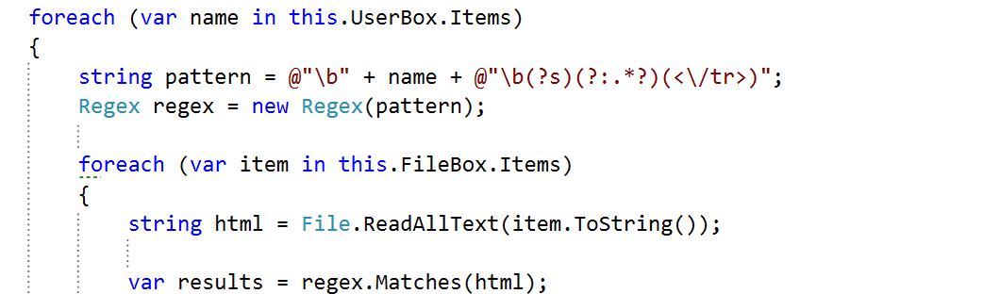 foreach (var name in this.UserBox.Items)
{
    string pattern = @"\b" + name + @"\b(?s)(?:.*?)(<\/tr>)";
    Regex regex = new Regex(pattern);
    foreach (var item in this.FileBox.Items)
    {
        string html = File.ReadAllText(item.ToString());
        var results = regex.Matches(html);